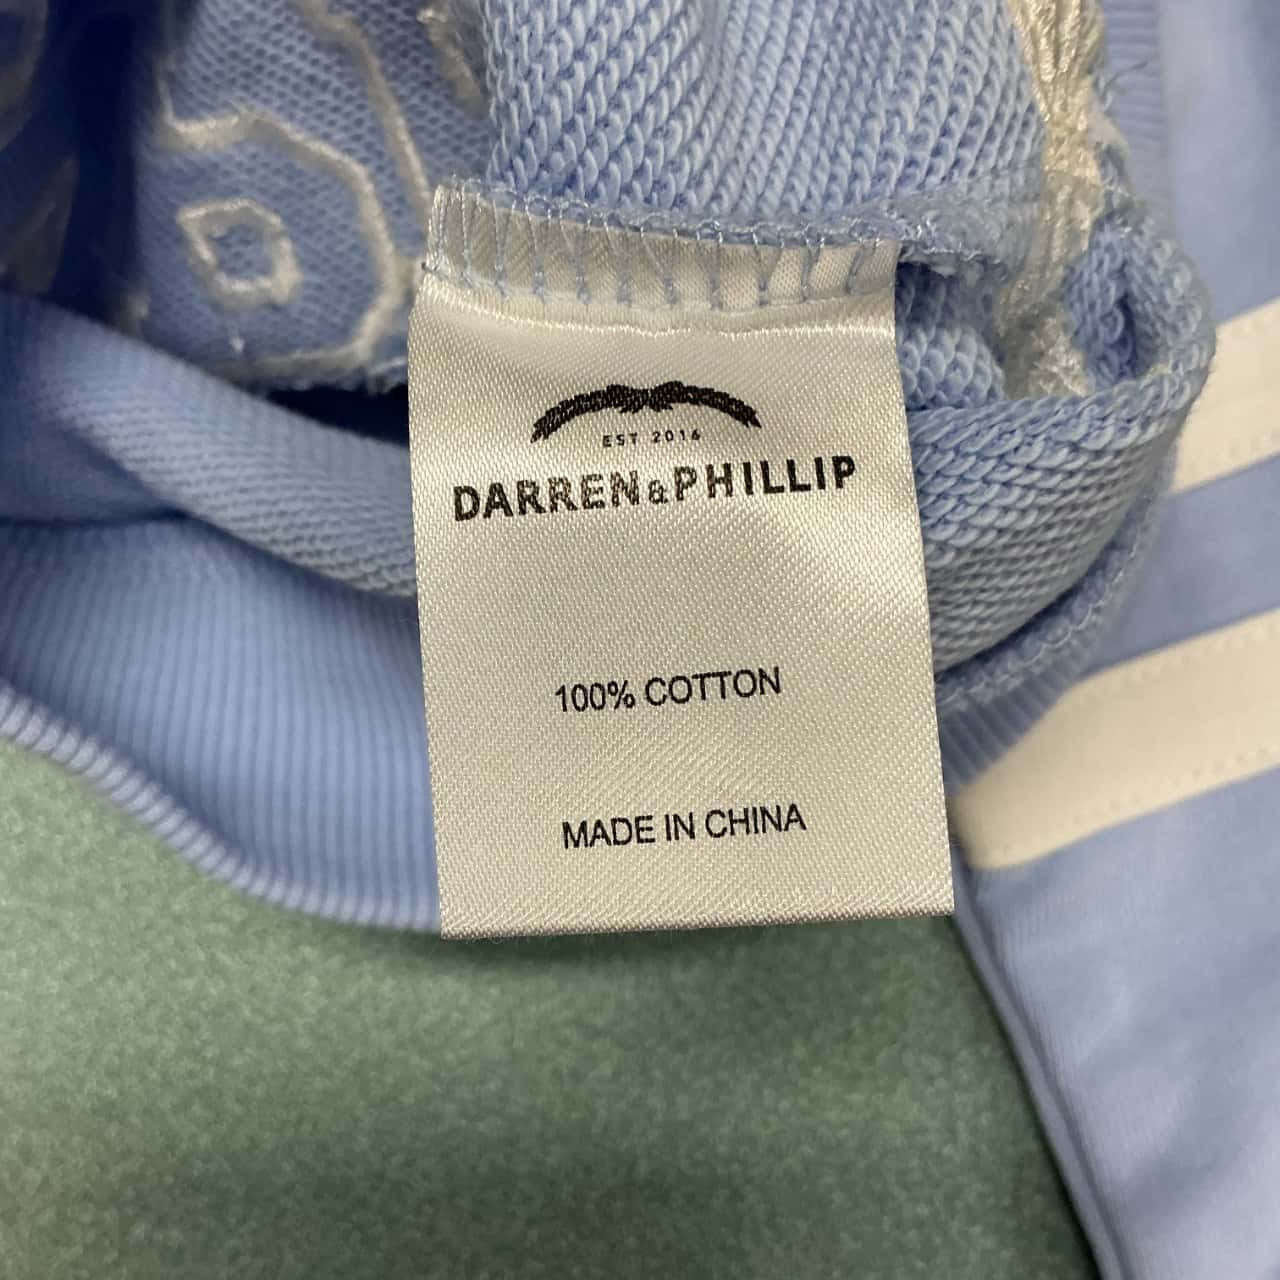 EST 2016
DARREN&PHILLIP
100% COTTON
MADE IN CHINA